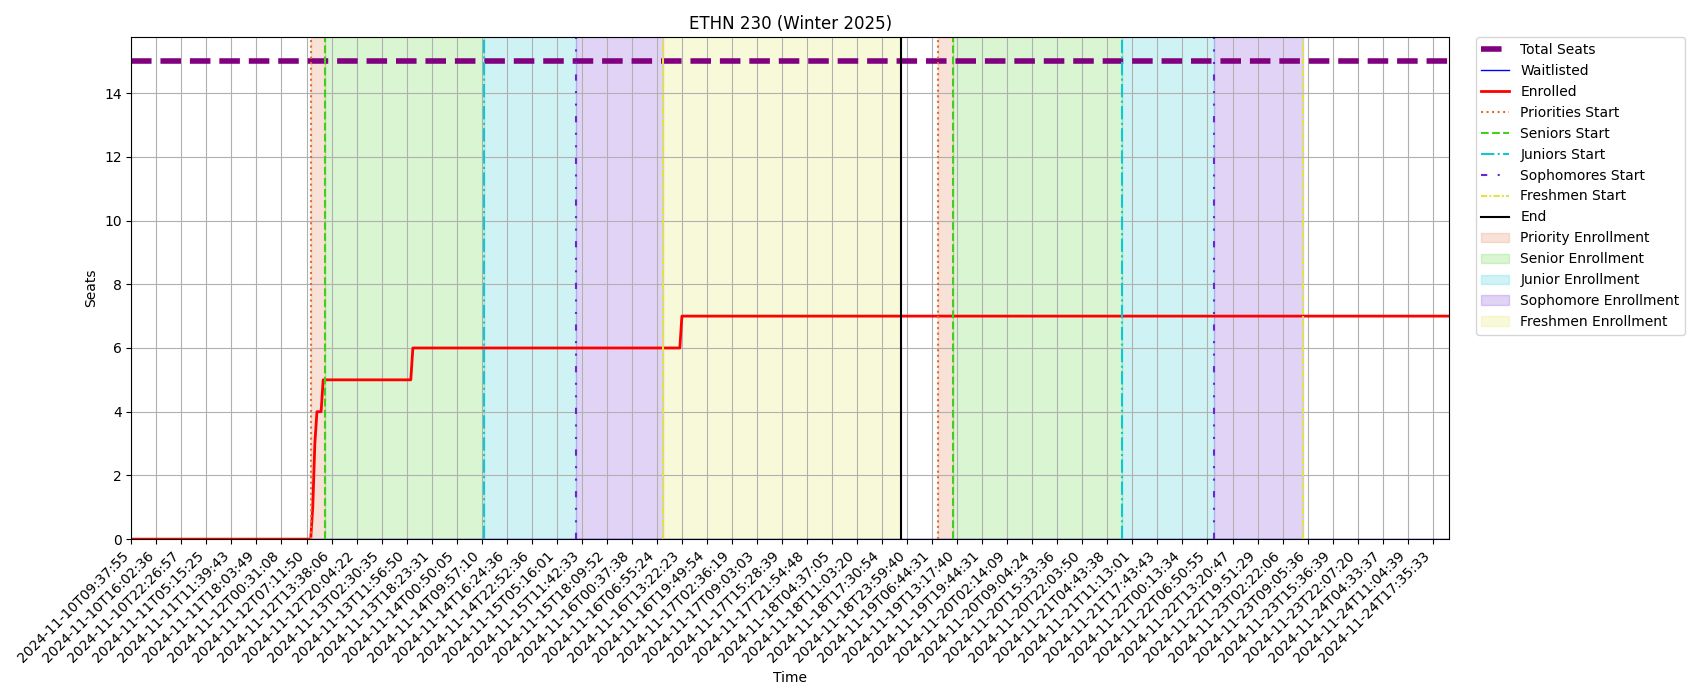 ETHN 230 (Winter 2025)
Seats
14
12
10
8
6
4
2
0
2024-11-10T09:37:55
2024-11-10T16:02:36
2024-11-10T22:26:57
2024-11-11T05:15:25
2024-11-11T11:39:43
2024-11-11T18:03:49
2024-11-12T00:31:08
2024-11-12T07:11:50
2024-11-12T13:38:06
2024-11-12T20:04:22
2024-11-13T02:30:35
2024-11-13T11:56:50
2024-11-13T18:23:31
2024-11-14T00:50:05
2024-11-14T09:57:10
2024-11-14T16:24:36
2024-11-14T22:52:36
2024-11-15T05:16:01
2024-11-15T11:42:33
2024-11-15T18:09:52
2024-11-16T00:37:38
2024-11-16T06:55:24
2024-11-16T13:22:23
2024-11-16T19:49:54
2024-11-17T02:36:19
2024-11-17T09:03:03
2024-11-17T15:28:39
2024-11-17T21:54:48
2024-11-18T04:37:05
2024-11-18T11:03:20
2024-11-18T17:30:54
2024-11-18T23:59:40
2024-11-19T06:44:31
2024-11-19T13:17:40
2024-11-19T19:44:31
2024-11-20T02:14:09
2024-11-20T09:04:24
2024-11-20T15:33:36
2024-11-20T22:03:50
2024-11-21T04:43:38
2024-11-21T11:13:01
2024-11-21T17:43:43
2024-11-22T00:13:34
2024-11-22T06:50:55
2024-11-22T13:20:47
2024-11-22T19:51:29
2024-11-23T02:22:06
2024-11-23T09:05:36
2024-11-23T15:36:39
2024-11-23T22:07:20
2024-11-24T04:33:37
2024-11-24T11:04:39
2024-11-24T17:35:33
Time
Total Seats
Waitlisted
Enrolled
Priorities Start
Seniors Start
Juniors Start
Sophomores Start
Freshmen Start
End
Priority Enrollment
Senior Enrollment
Junior Enrollment
Sophomore Enrollment
Freshmen Enrollment